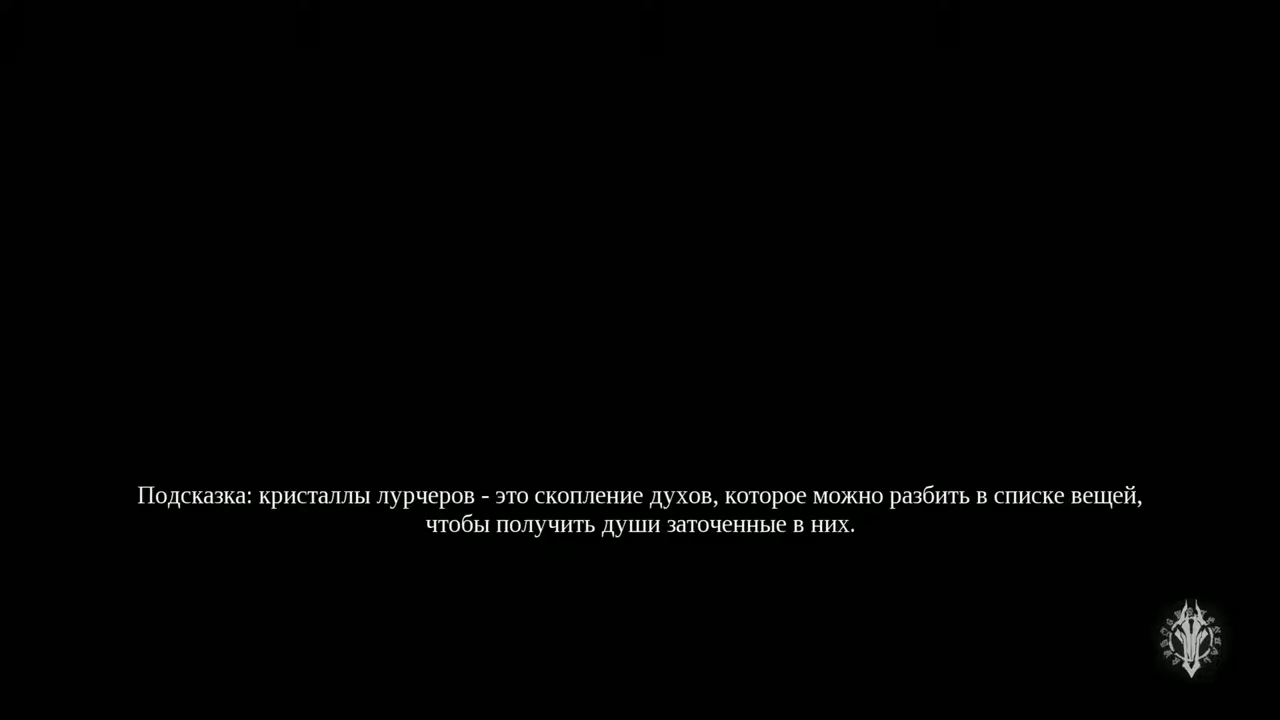 Подсказка: кристаллы лурчеров - это скопление духов, которое можно разбить в списке вещей,
чтобы получить души заточенные в них.